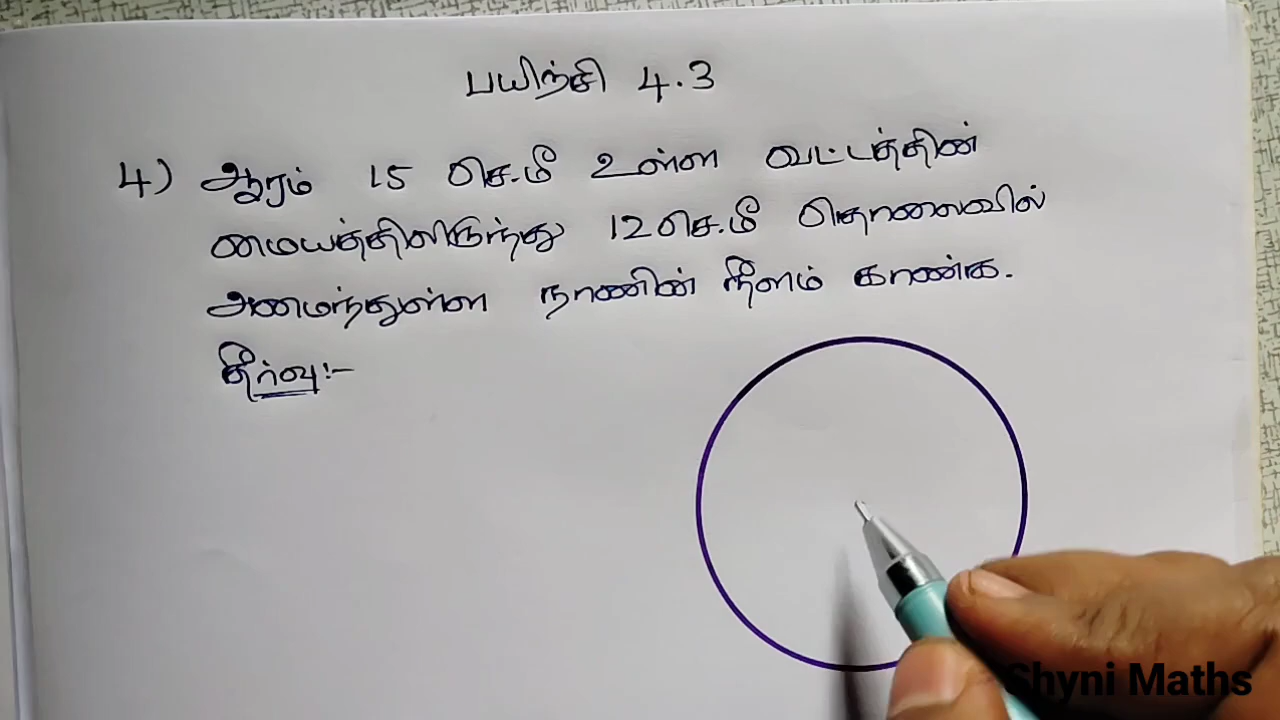 பயிற்சி 4.3
4) ஆரம் 15 செ.மீ உள்ள வட்டத்தின்
மையத்திலிருந்து 12 செ.மீ தொலைவில்
அமைந்துள்ள நாணின் நீளம் காண்க.
தீர்வு:-
Shyni Maths